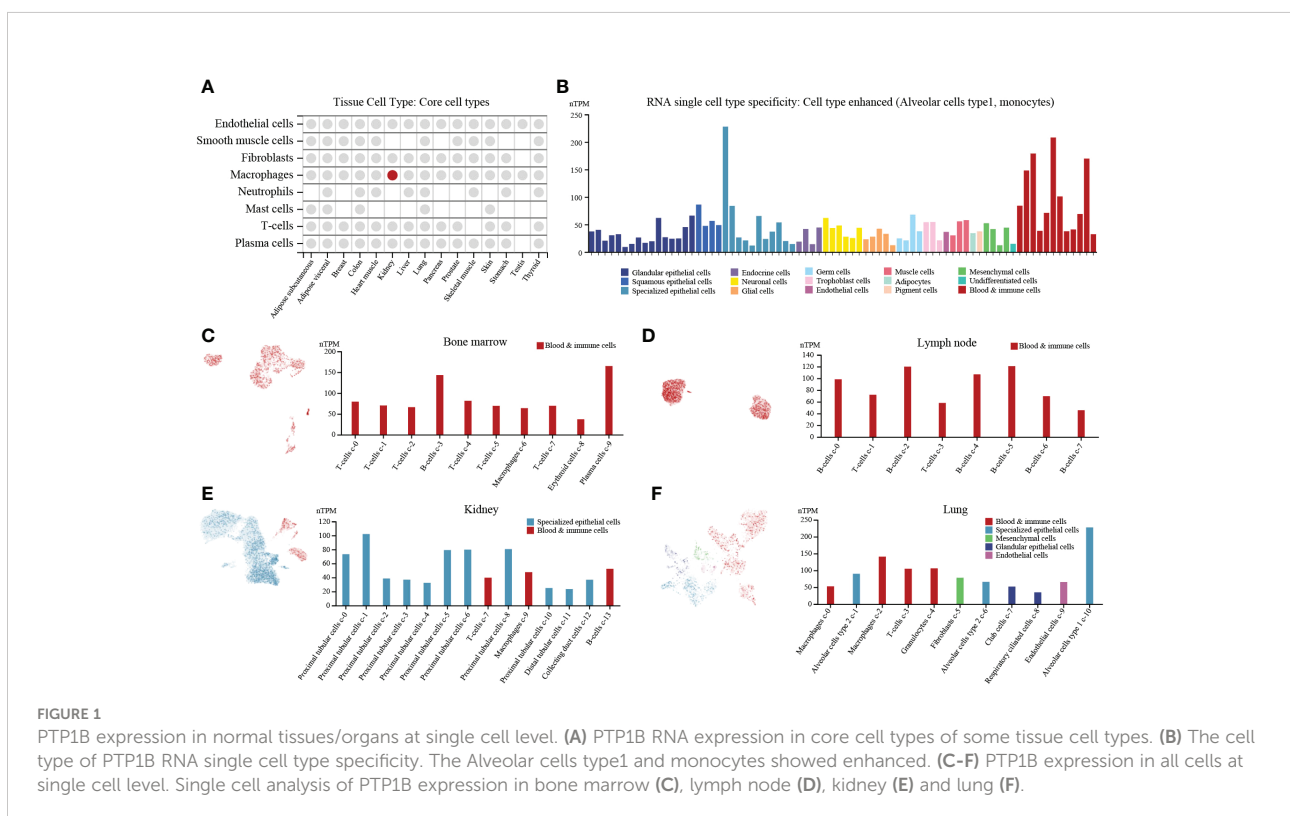 A
Tissue Cell Type: Core cell types
Endothelial cells
Smooth muscle cells
Fibroblasts
Macrophages
Neutrophils
Mast cells
T-cells
Plasma cells
Adipose subcutaneous
Adipose visceral
Breast
Colon
Heart muscle
Kidney
Liver
Lung
Pancreas
Prostate
Skeletal muscle
Skin
Stomach
Testis
Thyroid
B
RNA single cell type specificity: Cell type enhanced (Alveolar cells type1, monocytes)
nTPM
250
200
150
100
50
0
Glandular epithelial cells
Squamous epithelial cells
Specialized epithelial cells
Endocrine cells
Neuronal cells
Glial cells
Germ cells
Trophoblast cells
Endothelial cells
Muscle cells
Adipocytes
Pigment cells
Mesenchymal cells
Undifferentiated cells
Blood & immune cells
C
Bone marrow
nTPM
Blood & immune cells
200
150
100
50
0
T-cells c-0
T-cells c-1
T-cells c-2
B-cells c-3
T-cells c-4
T-cells c-5
Macrophages c-6
T-cells c-7
Erytroid cells c-8
Plasma cells c-9
D
Lymph node
nTPM
Blood & immune cells
140
120
100
80
60
40
20
0
B-cells c-0
T-cells c-1
B-cells c-2
T-cells c-3
B-cells c-4
B-cells c-5
B-cells c-6
B-cells c-7
E
Kidney
nTPM
Specialized epithelial cells
Blood & immune cells
120
100
80
60
40
20
0
Proximal tubular cells c-0
Proximal tubular cells c-1
Proximal tubular cells c-2
Proximal tubular cells c-3
Proximal tubular cells c-4
Proximal tubular cells c-5
Proximal tubular cells c-6
T-cells c-7
Proximal tubular cells c-8
Macrophages c-9
Proximal tubular cells c-10
Distal tubular cells c-11
Collecting duct cells c-12
B-cells c-13
F
Lung
nTPM
Blood & immune cells
Specialized epithelial cells
Mesenchymal cells
Glandular epithelial cells
Endothelial cells
250
200
150
100
50
0
Macrophages c-0
Alveolar cells type 2 c-1
Macrophages c-2
T-cells c-3
Granulocytes c-4
Fibroblasts c-5
Alveolar cells type 2 c-6
Club cells c-7
Respiratory ciliated cells c-8
Endothelial cells c-9
Alveolar cells type 1 c-10
FIGURE 1
PTP1B expression in normal tissues/organs at single cell level. (A) PTP1B RNA expression in core cell types of some tissue cell types. (B) The cell
type of PTP1B RNA single cell type specificity. The Alveolar cells type1 and monocytes showed enhanced. (C-F) PTP1B expression in all cells at
single cell level. Single cell analysis of PTP1B expression in bone marrow (C), lymph node (D), kidney (E) and lung (F).